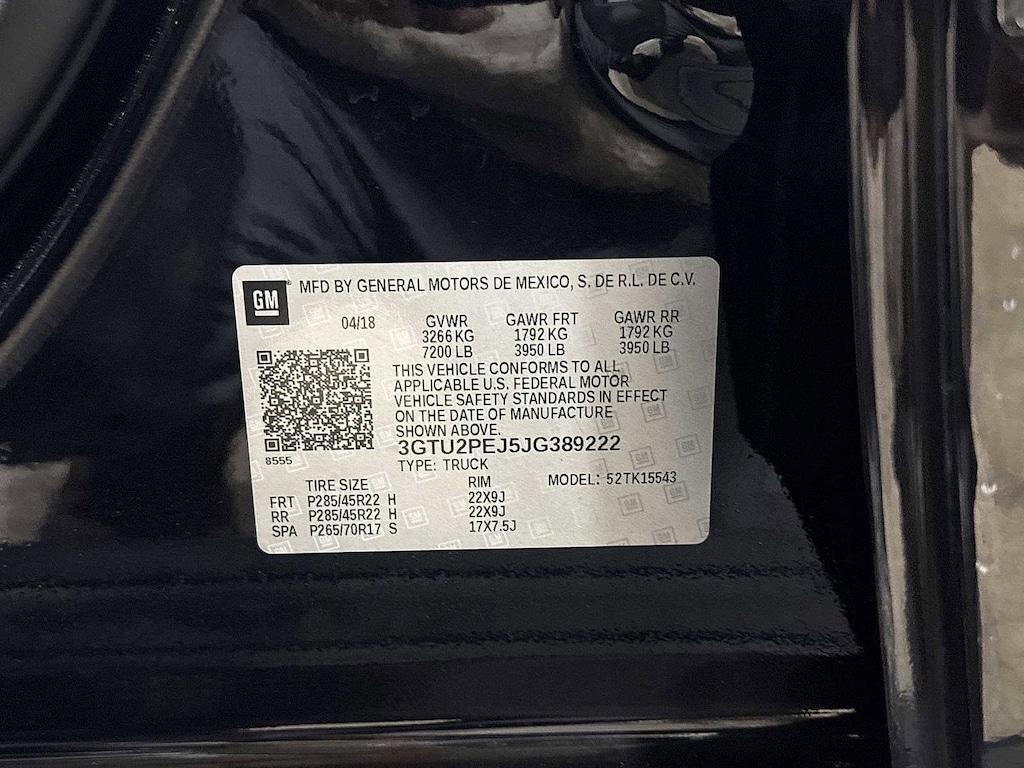 GM MFD BY GENERAL MOTORS DE MEXICO, S. DE R.L. DE C.V.
04/18 GVWR GAWR FRT GAWR RR
3266 KG 1792 KG 1792 KG
7200 LB 3950 LB 3950 LB
THIS VEHICLE CONFORMS TO ALL
APPLICABLE U.S. FEDERAL MOTOR
VEHICLE SAFETY STANDARDS IN EFFECT
ON THE DATE OF MANUFACTURE
SHOWN ABOVE.
3GTU2PEJ5JG389222
8555
TYPE: TRUCK
TIRE SIZE RIM MODEL: 52TK15543
FRT P285/45R22 H 22X9J
RR P285/45R22 H 22X9J
SPA P265/70R17 S 17X7.5J